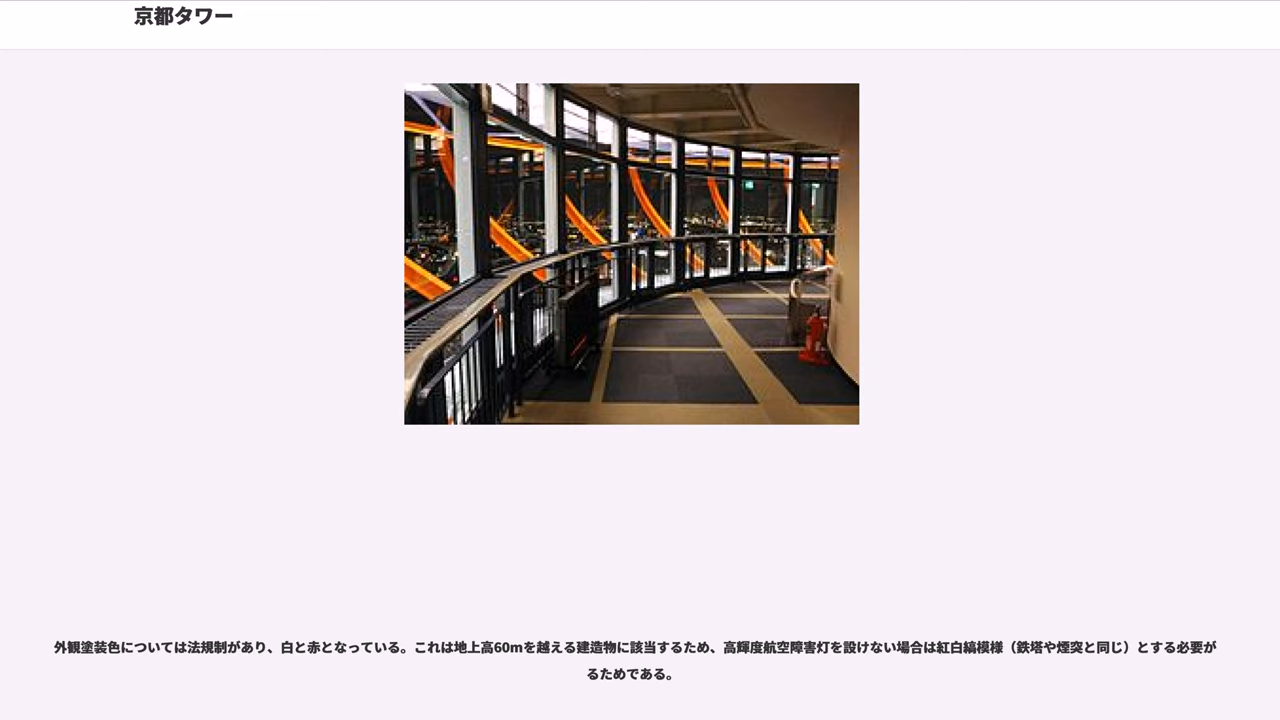 京都タワー
外観塗装色については法規制があり、白と赤となっている。これは地上高60mを越える建造物に該当するため、高輝度航空障害灯を設けない場合は紅白縞模様（鉄塔や煙突と同じ）とする必要が
るためである。